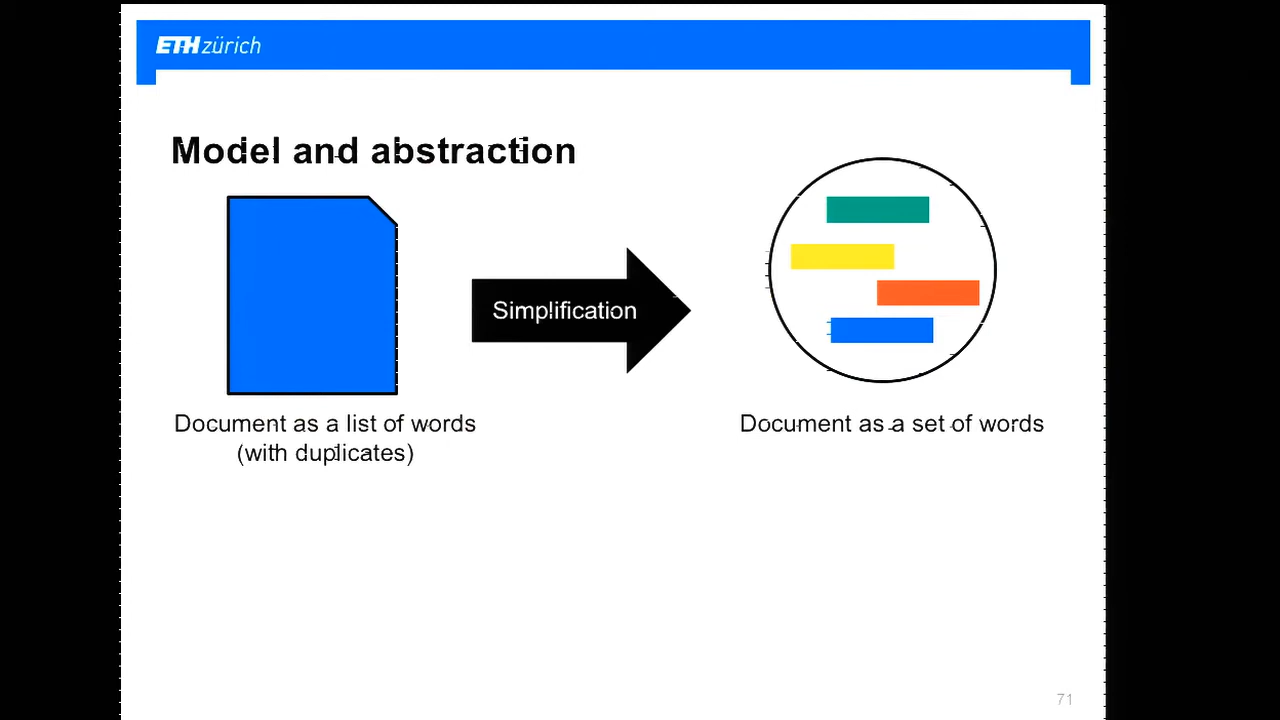 ETH zürich
Model and abstraction
Simplification
Document as a list of words
(with duplicates)
Document as a set of words
71